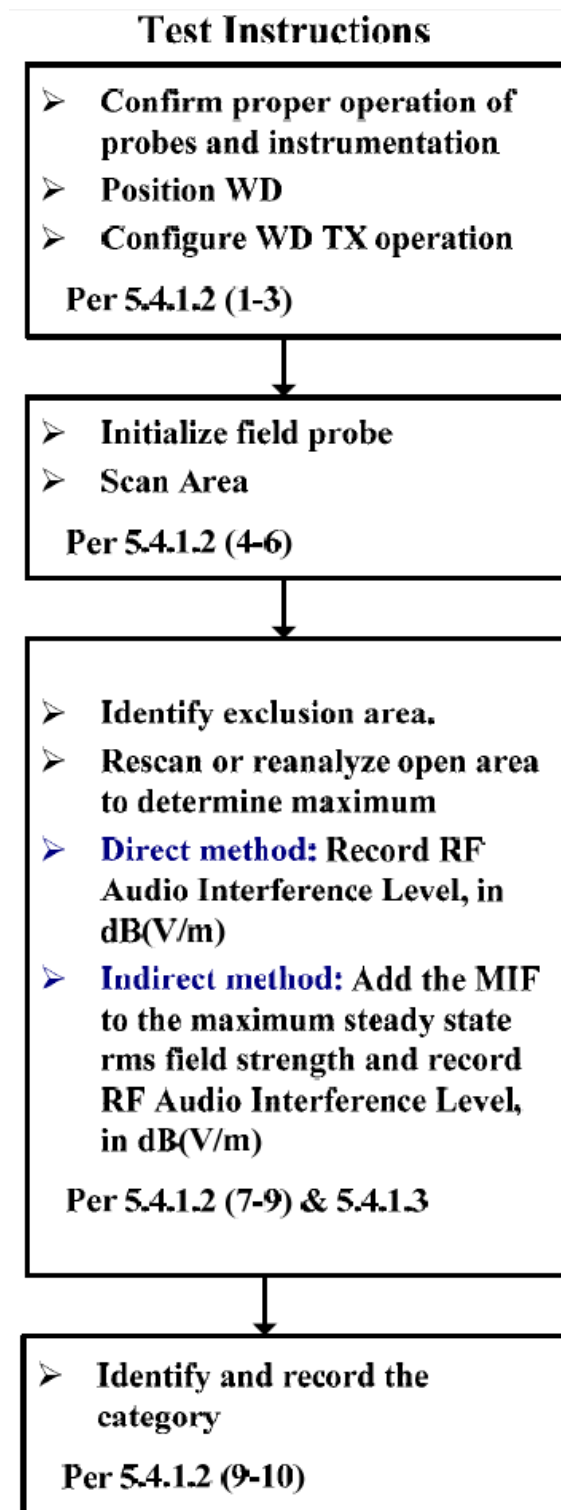 Test Instructions
➢ Confirm proper operation of
probes and instrumentation
➢ Position WD
➢ Configure WD TX operation
Per 5.4.1.2 (1-3)
➢ Initialize field probe
➢ Scan Area
Per 5.4.1.2 (4-6)
➢ Identify exclusion area.
➢ Rescan or reanalyze open area
to determine maximum
➢ Direct method: Record RF
Audio Interference Level, in
dB(V/m)
➢ Indirect method: Add the MIF
to the maximum steady state
rms field strength and record
RF Audio Interference Level,
in dB(V/m)
Per 5.4.1.2 (7-9) & 5.4.1.3
➢ Identify and record the
category
Per 5.4.1.2 (9-10)